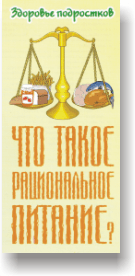 Здоровье подростков
ЧТО ТАКОЕ
РАЦИОНАЛЬНОЕ
ПИТАНИЕ?